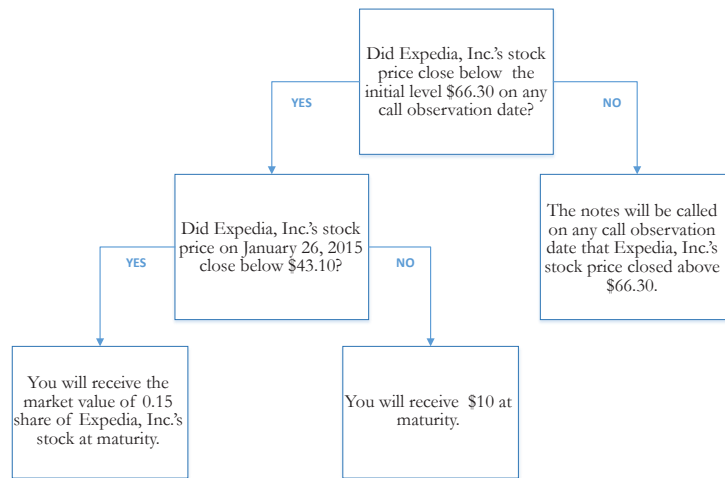 Did Expedia, Inc.'s stock
price close below the
initial level $66.30 on any
call observation date?
YES
NO
Did Expedia, Inc.'s stock
price on January 26, 2015
close below $43.10?
The notes will be called
on any call observation
date that Expedia, Inc.'s
stock price closed above
$66.30.
YES
NO
You will receive the
market value of 0.15
share of Expedia, Inc.'s
stock at maturity.
You will receive $10 at
maturity.